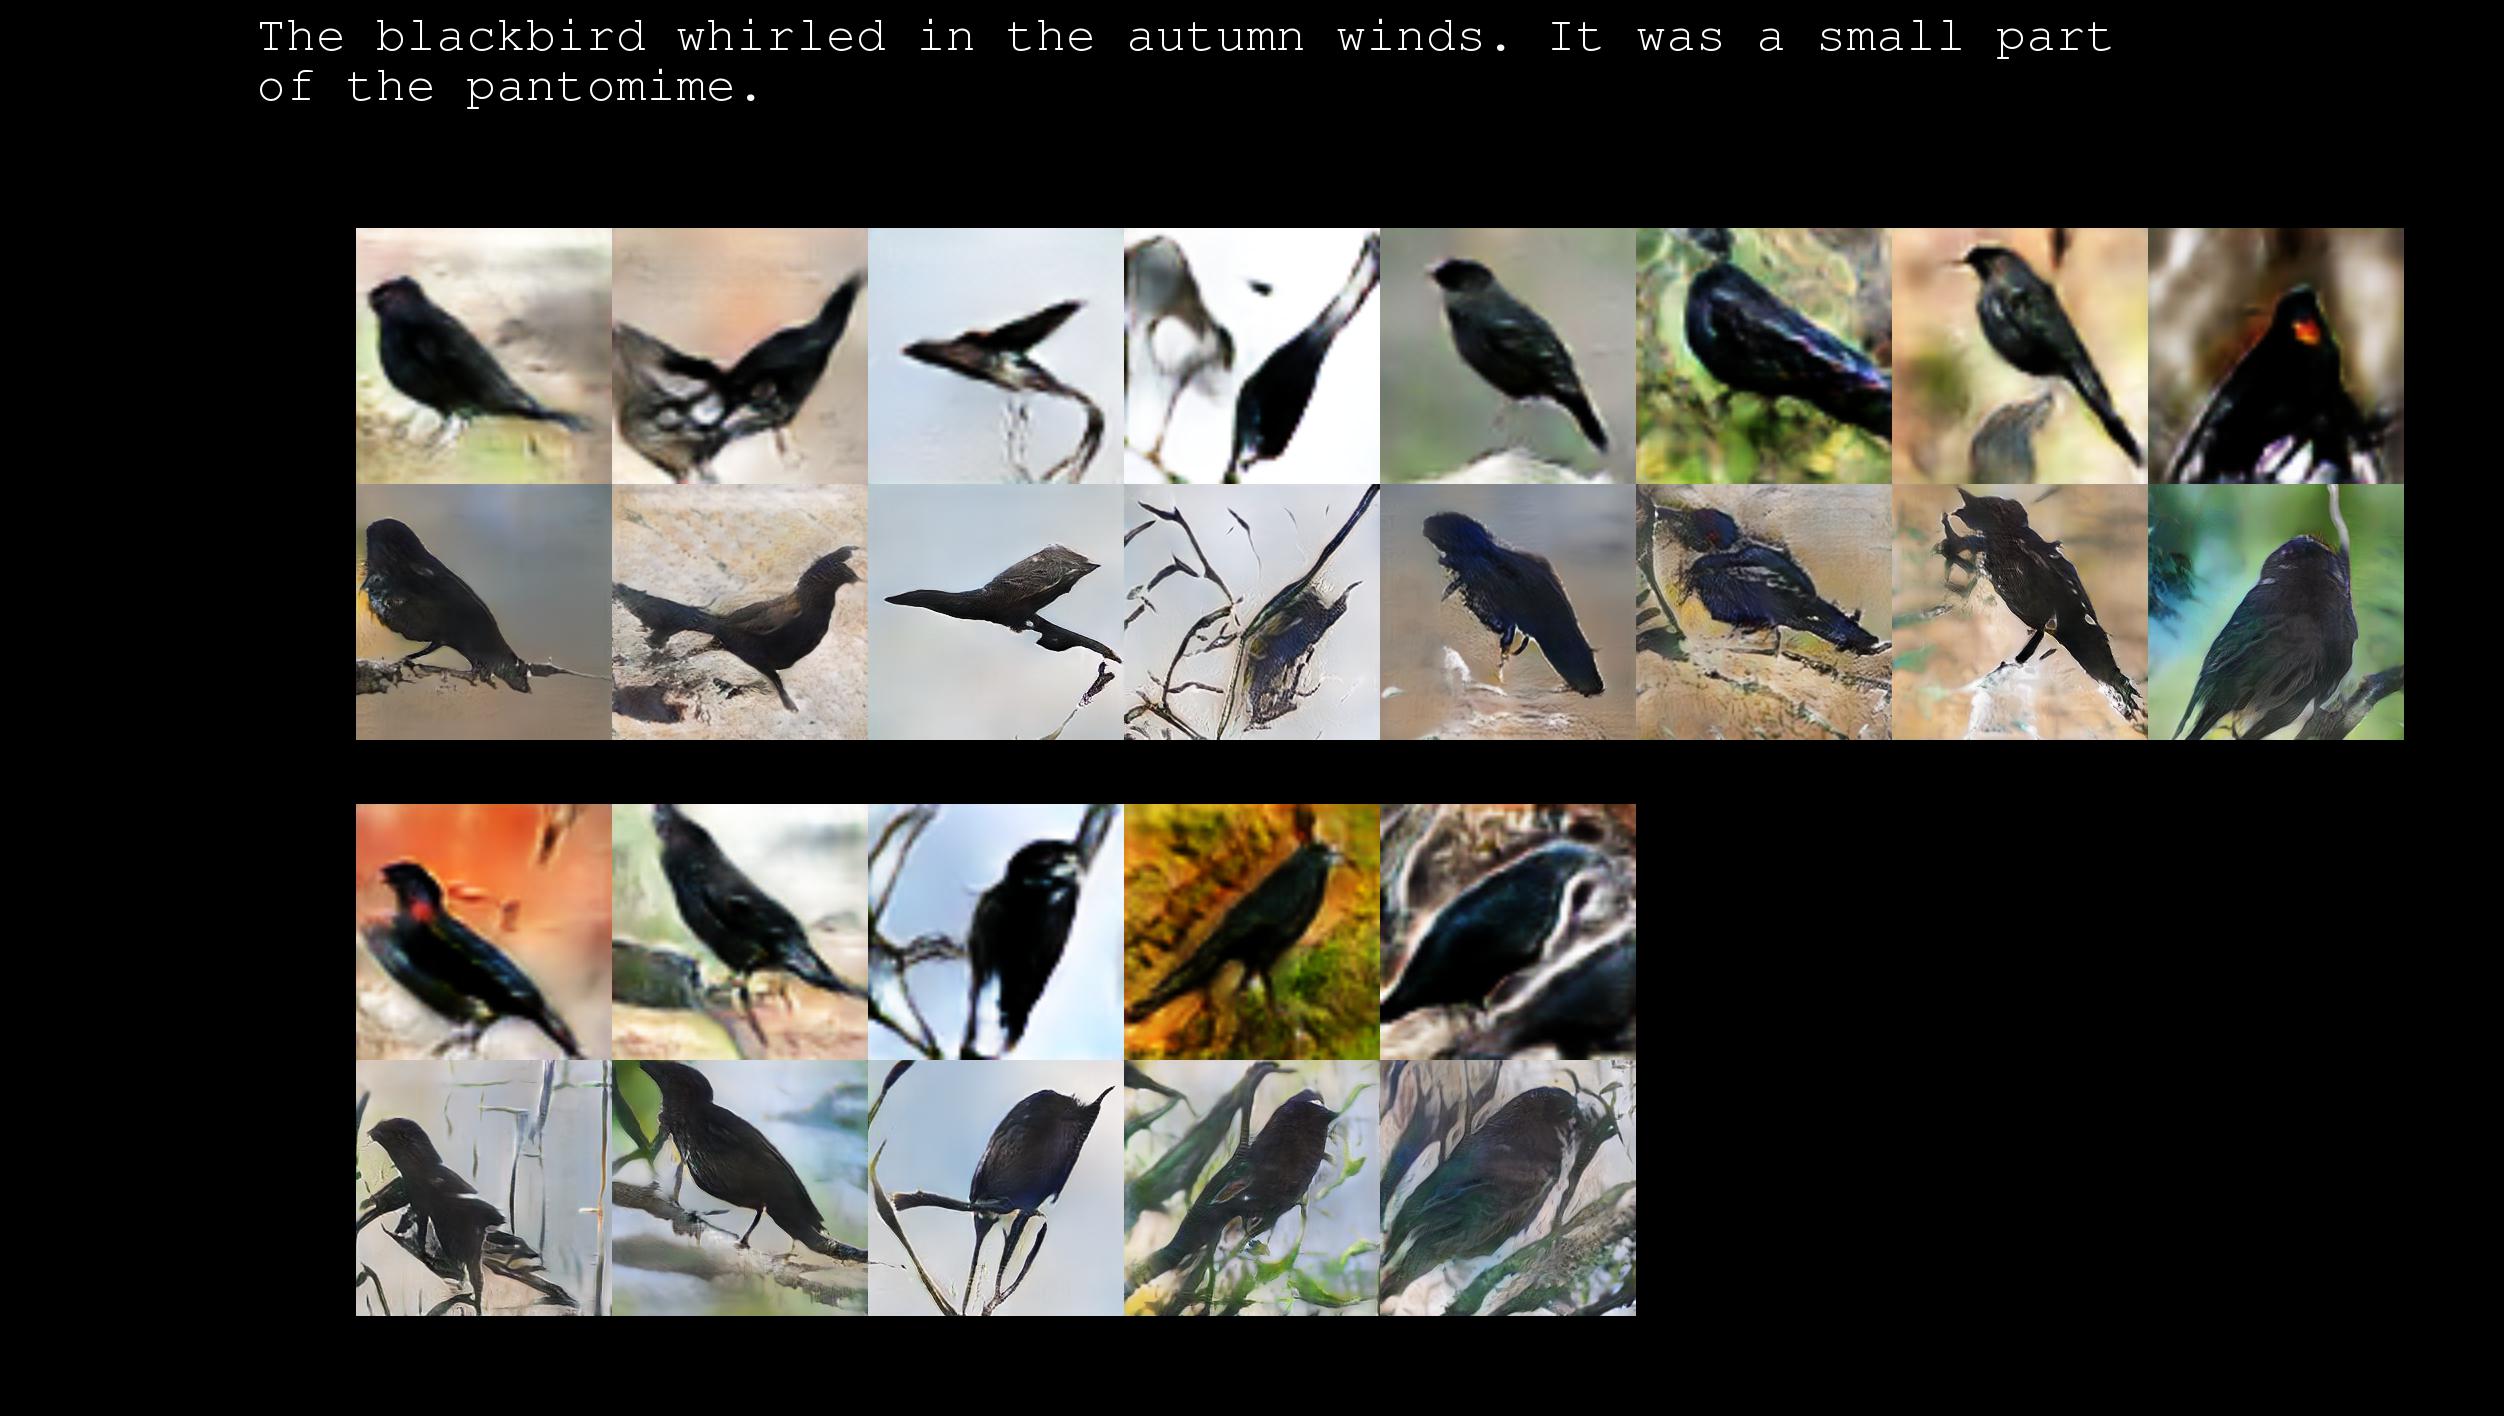 The blackbird whirled in the autumn winds. It was a small part
of the pantomime.